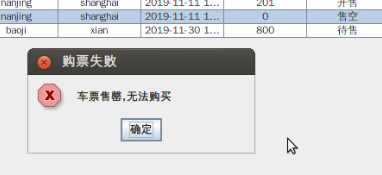 nanjing shanghai 2019-11-11 1... 201 开售
nanjing shanghai 2019-11-11 1... 0 售空
baoji xian 2019-11-30 1... 800 待售
购票失败
车票售罄,无法购买
确定